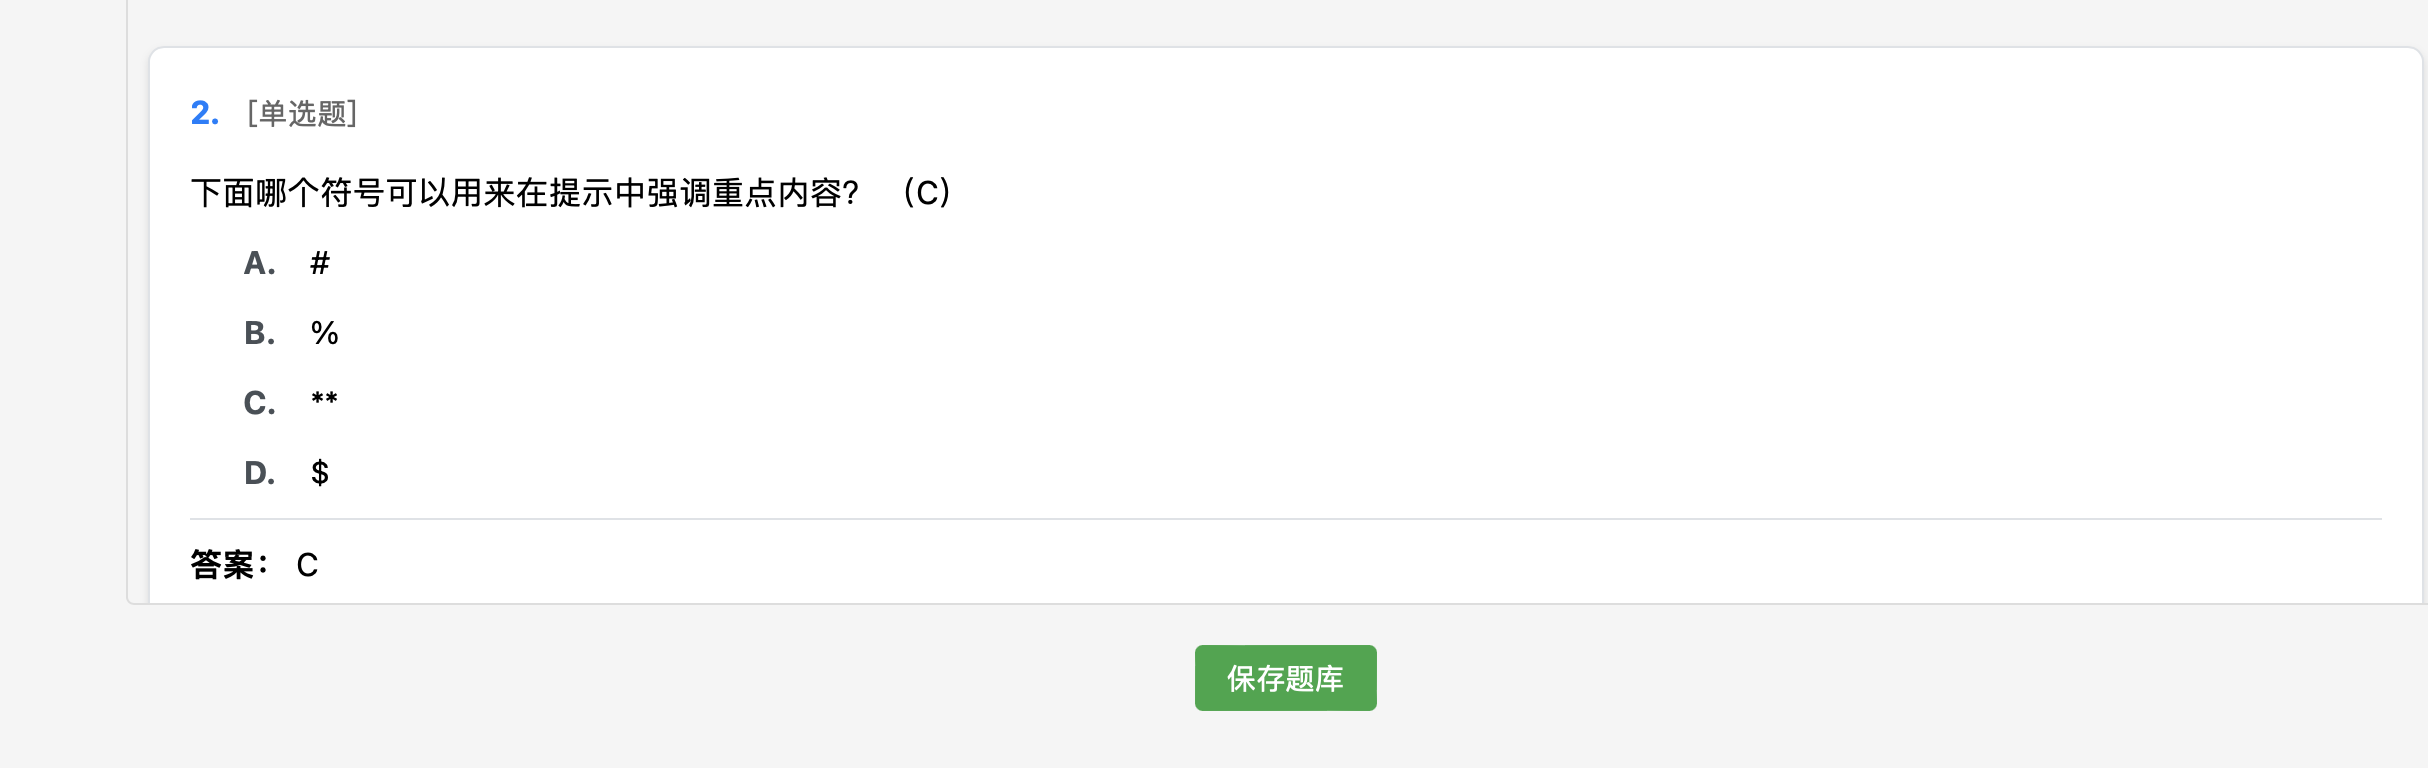 2. [单选题]
下面哪个符号可以用来在提示中强调重点内容? （C）
A. #
B. %
C. **
D. $
答案： C
保存题库